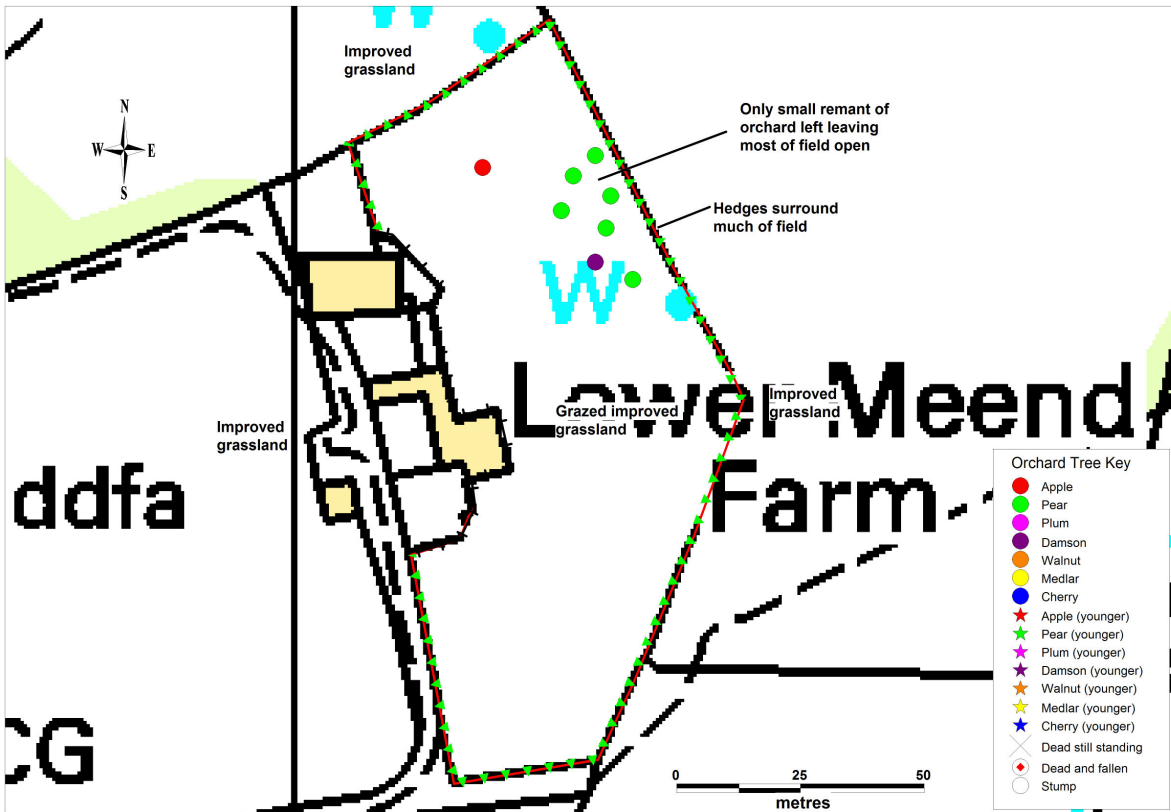 W
Improved
grassland
N
W E
S
Only small remant of
orchard left leaving
most of field open
Hedges surround
much of field
W
Lower Meend
Farm
Improved
grassland
Grazed improved
grassland
Improved
grassland
ddfa
CG
Orchard Tree Key
Apple
Pear
Plum
Damson
Walnut
Medlar
Cherry
Apple (younger)
Pear (younger)
Plum (younger)
Damson (younger)
Walnut (younger)
Medlar (younger)
Cherry (younger)
Dead still standing
Dead and fallen
Stump
0 25 50
metres